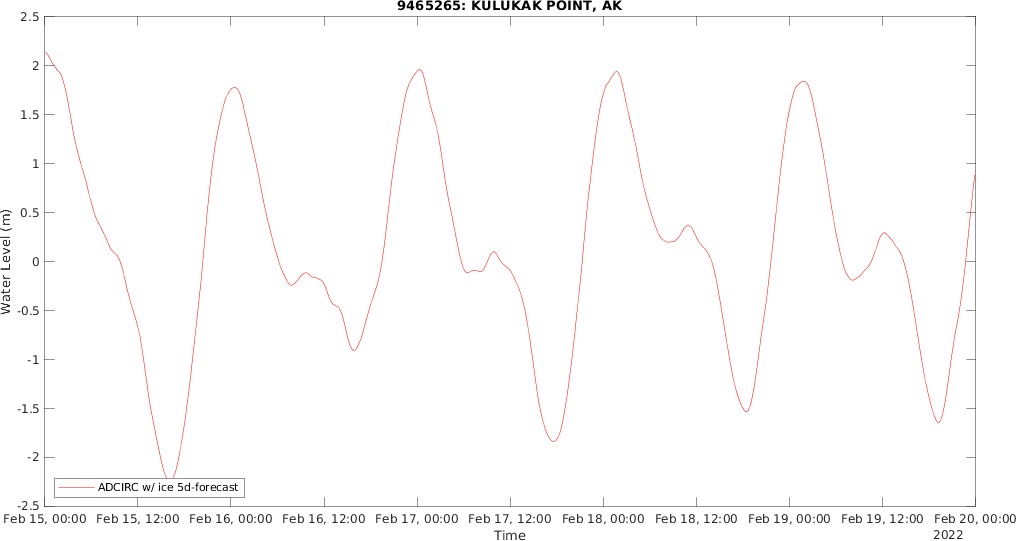 9465265: KULUKAK POINT, AK
2.5
2
1.5
1
0.5
0
-0.5
-1
-1.5
-2
-2.5
Water Level (m)
ADCIRC w/ ice 5d-forecast
Feb 15, 00:00 Feb 15, 12:00 Feb 16, 00:00 Feb 16, 12:00 Feb 17, 00:00 Feb 17, 12:00 Feb 18, 00:00 Feb 18, 12:00 Feb 19, 00:00 Feb 19, 12:00 Feb 20, 00:00
Time
2022